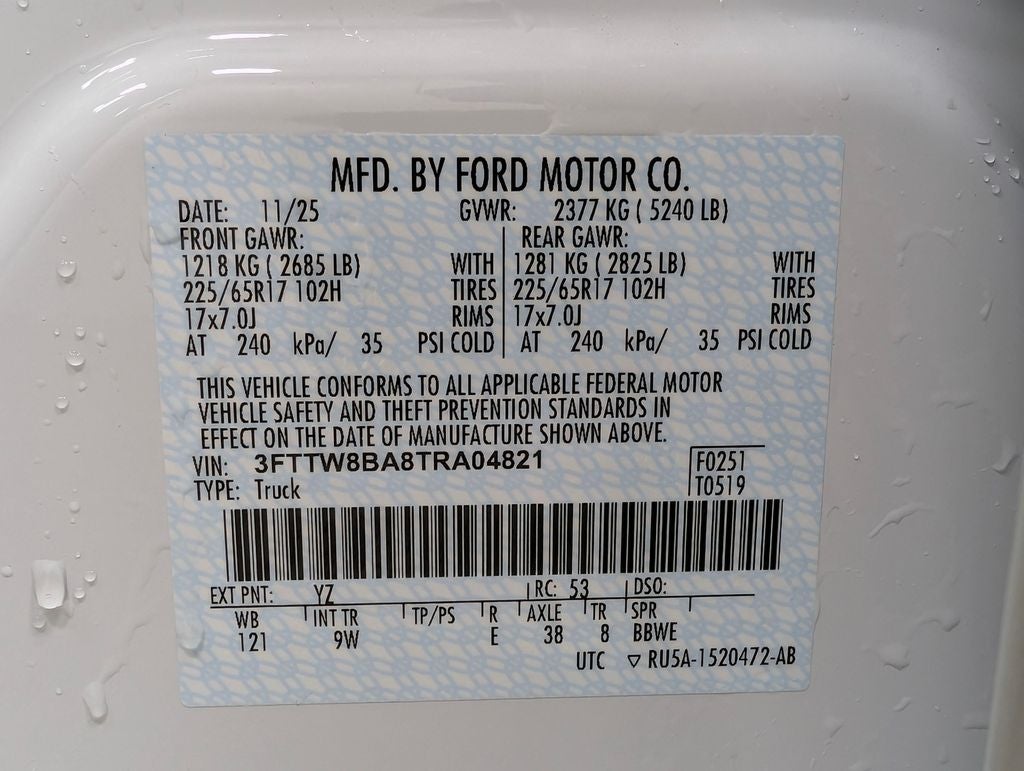 MFD. BY FORD MOTOR CO.
DATE: 11/25 GVWR: 2377 KG ( 5240 LB)
FRONT GAWR: REAR GAWR:
1218 KG ( 2685 LB) WITH 1281 KG ( 2825 LB) WITH
225/65R17 102H TIRES 225/65R17 102H TIRES
17x7.0J RIMS 17x7.0J RIMS
AT 240 kPa/ 35 PSI COLD AT 240 kPa/ 35 PSI COLD
THIS VEHICLE CONFORMS TO ALL APPLICABLE FEDERAL MOTOR
VEHICLE SAFETY AND THEFT PREVENTION STANDARDS IN
EFFECT ON THE DATE OF MANUFACTURE SHOWN ABOVE.
VIN: 3FTTW8BA8TRA04821 F0251
TYPE: Truck T0519
EXT PNT: YZ RC: 53 DSO:
WB INT TR TP/PS R AXLE TR SPR
121 9W E 38 8 BBWE
UTC ▽ RU5A-1520472-AB